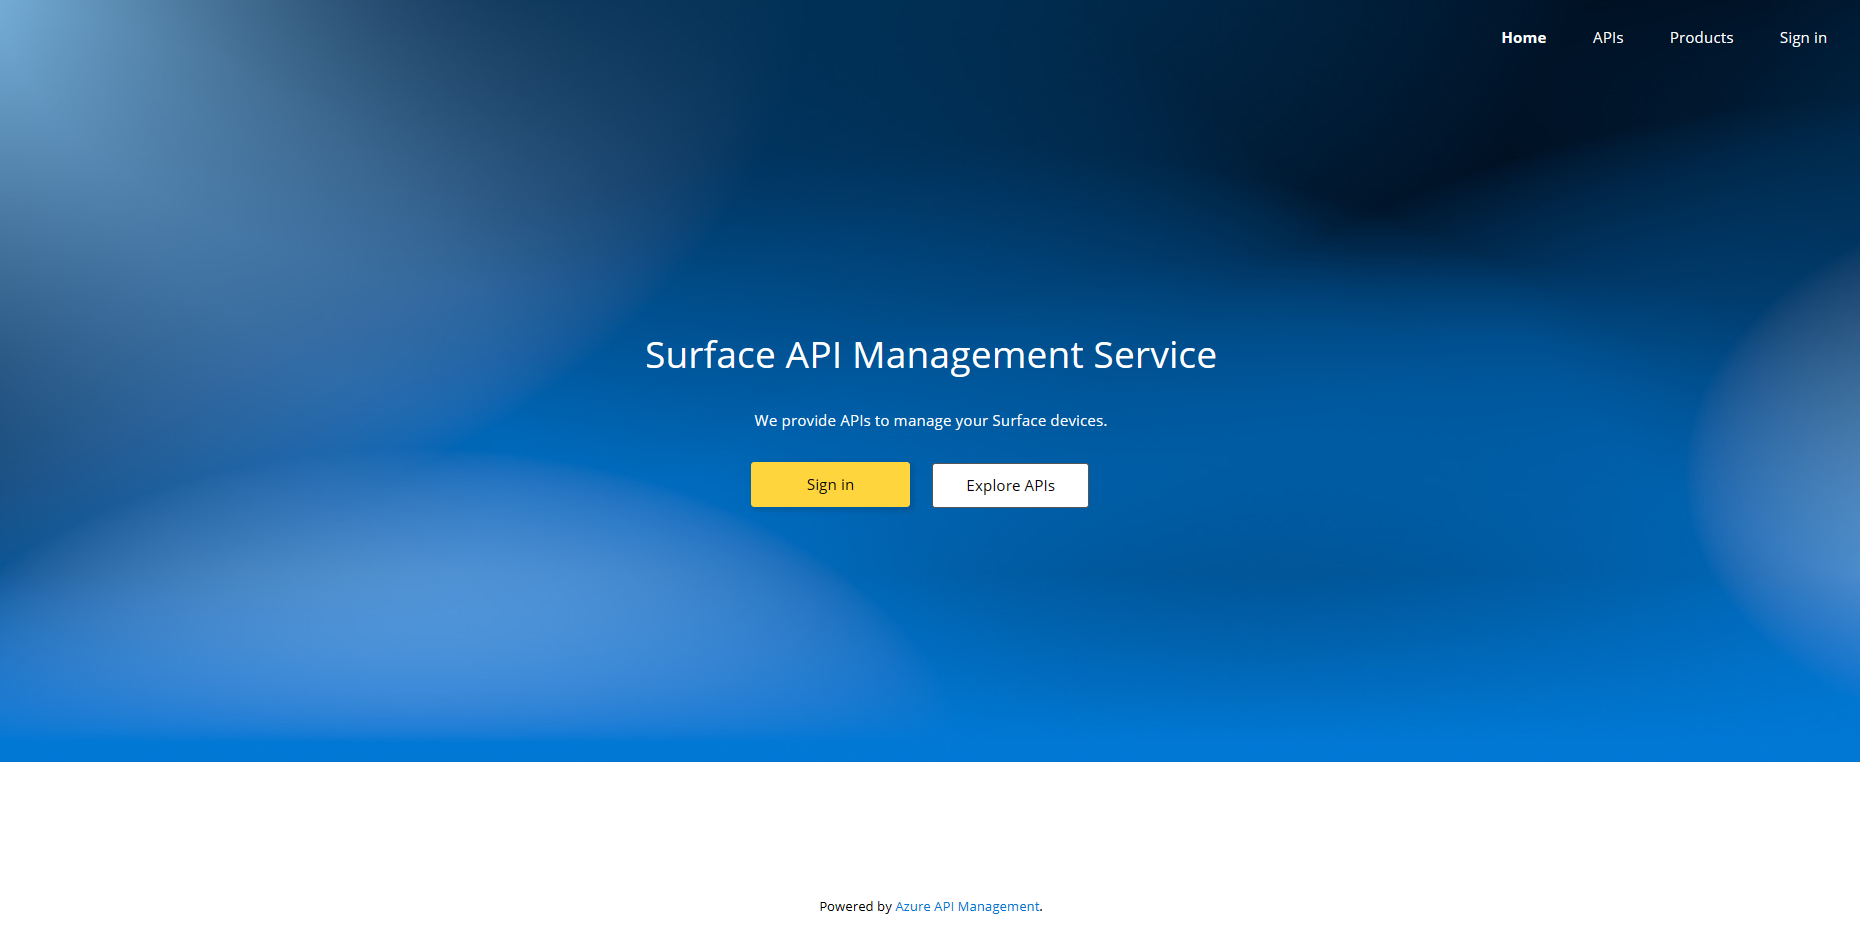 Home APIs Products Sign in
Surface API Management Service
We provide APIs to manage your Surface devices.
Sign in Explore APIs
Powered by Azure API Management.